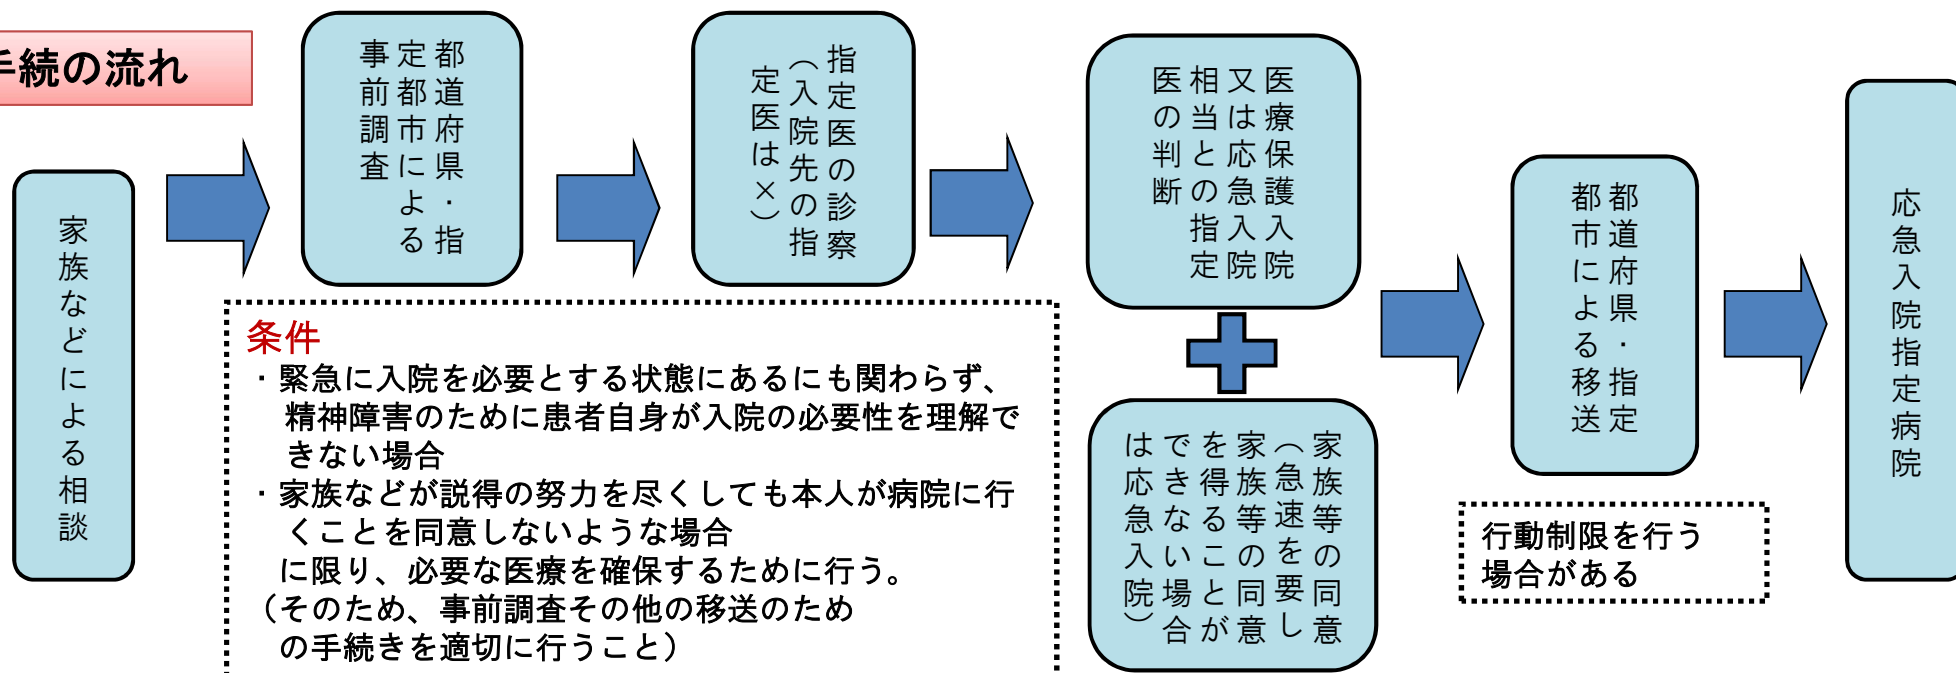 手続の流れ
家族などによる相談
都道府県・指
定都市による
事前調査
指定医の診察
（入院先の指
定医は×）
医療保護入院
又は応急入院
相当との指定
医の判断
家族等の同意
（急速を要し
家族等の同意
を得ることが
できない場合
は応急入院）
都道府県・指定
都市による移送
応急入院指定病院
条件
・緊急に入院を必要とする状態にあるにも関わらず、
精神障害のために患者自身が入院の必要性を理解で
きない場合
・家族などが説得の努力を尽くしても本人が病院に行
くことを同意しないような場合
に限り、必要な医療を確保するために行う。
（そのため、事前調査その他の移送のため
の手続きを適切に行うこと）
行動制限を行う
場合がある